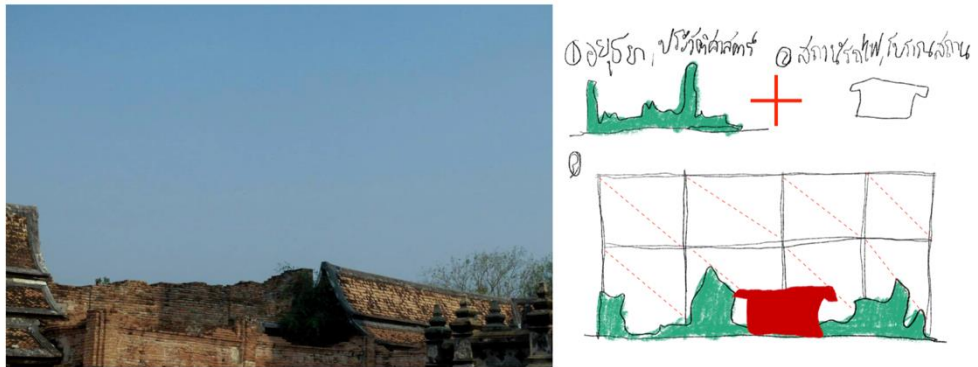 ① อยุธยา, ประวัติศาสตร์ ② สถานีรถไฟ, โบราณสถาน
②